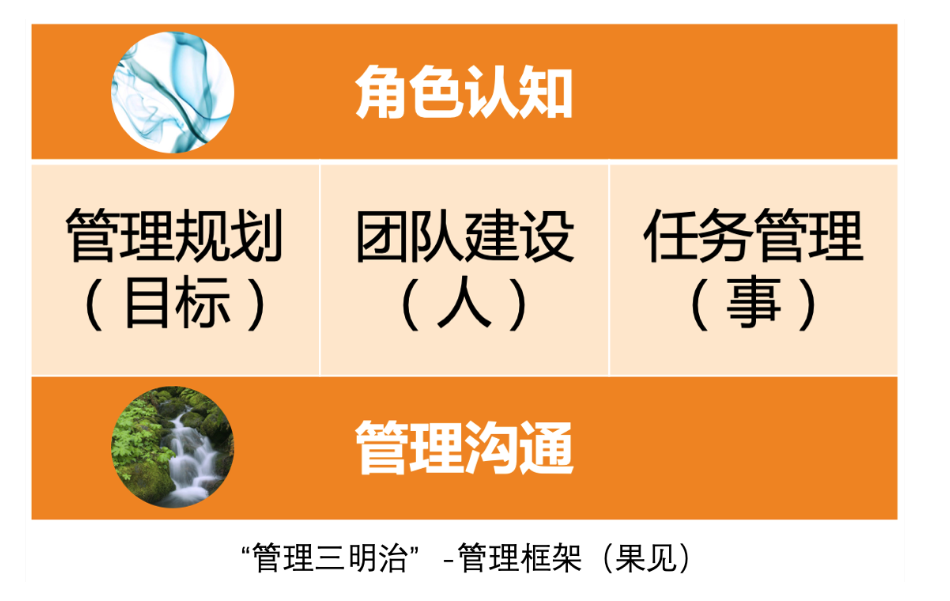 角色认知
管理规划
（目标）
团队建设
（人）
任务管理
（事）
管理沟通
“管理三明治” -管理框架（果见）